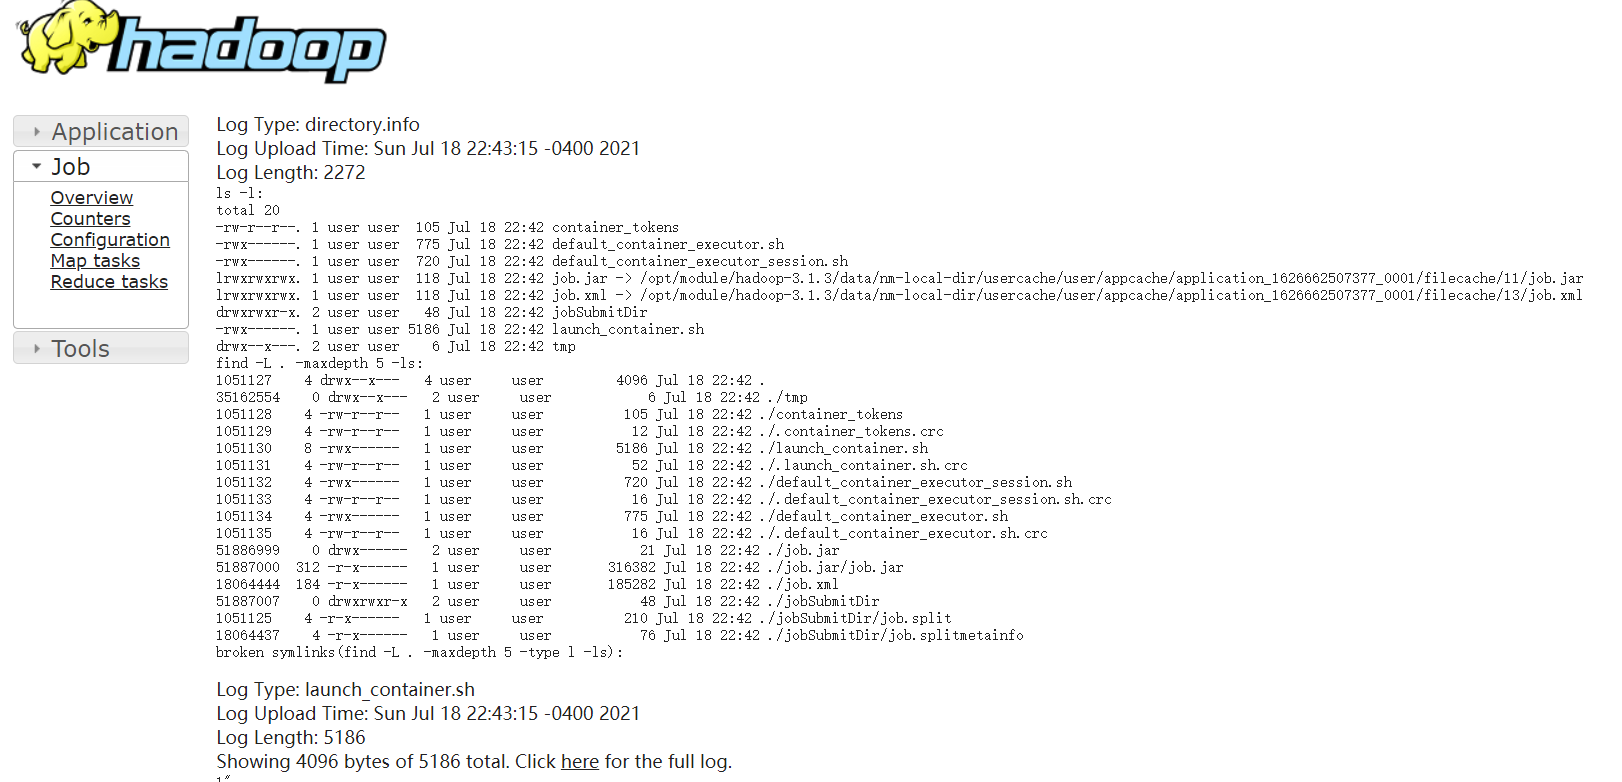 hadoop
Application
Job
Overview
Counters
Configuration
Map tasks
Reduce tasks
Tools
Log Type: directory.info
Log Upload Time: Sun Jul 18 22:43:15 -0400 2021
Log Length: 2272
ls -l:
total 20
-rw-r--r--. 1 user user  105 Jul 18 22:42 container_tokens
-rwx------. 1 user user  775 Jul 18 22:42 default_container_executor.sh
-rwx------. 1 user user  720 Jul 18 22:42 default_container_executor_session.sh
lrwxrwxrwx. 1 user user  118 Jul 18 22:42 job.jar -> /opt/module/hadoop-3.1.3/data/nm-local-dir/usercache/user/appcache/application_1626662507377_0001/filecache/11/job.jar
lrwxrwxrwx. 1 user user  118 Jul 18 22:42 job.xml -> /opt/module/hadoop-3.1.3/data/nm-local-dir/usercache/user/appcache/application_1626662507377_0001/filecache/13/job.xml
drwxrwxr-x. 2 user user   48 Jul 18 22:42 jobSubmitDir
-rwx------. 1 user user 5186 Jul 18 22:42 launch_container.sh
drwx--x---. 2 user user    6 Jul 18 22:42 tmp
find -L . -maxdepth 5 -ls:
1051127    4 drwx--x---   4 user     user         4096 Jul 18 22:42 .
35162554    0 drwx--x---   2 user     user            6 Jul 18 22:42 ./tmp
1051128    4 -rw-r--r--   1 user     user          105 Jul 18 22:42 ./container_tokens
1051129    4 -rw-r--r--   1 user     user           12 Jul 18 22:42 ./.container_tokens.crc
1051130    8 -rwx------   1 user     user         5186 Jul 18 22:42 ./launch_container.sh
1051131    4 -rw-r--r--   1 user     user           52 Jul 18 22:42 ./.launch_container.sh.crc
1051132    4 -rwx------   1 user     user          720 Jul 18 22:42 ./default_container_executor_session.sh
1051133    4 -rw-r--r--   1 user     user           16 Jul 18 22:42 ./.default_container_executor_session.sh.crc
1051134    4 -rwx------   1 user     user          775 Jul 18 22:42 ./default_container_executor.sh
1051135    4 -rw-r--r--   1 user     user           16 Jul 18 22:42 ./.default_container_executor.sh.crc
51886999    0 drwx------   2 user     user           21 Jul 18 22:42 ./job.jar
51887000  312 -r-x------   1 user     user       316382 Jul 18 22:42 ./job.jar/job.jar
18064444  184 -r-x------   1 user     user       185282 Jul 18 22:42 ./job.xml
51887007    0 drwxrwxr-x   2 user     user           48 Jul 18 22:42 ./jobSubmitDir
1051125    4 -r-x------   1 user     user          210 Jul 18 22:42 ./jobSubmitDir/job.split
18064437    4 -r-x------   1 user     user           76 Jul 18 22:42 ./jobSubmitDir/job.splitmetainfo
broken symlinks(find -L . -maxdepth 5 -type l -ls):
Log Type: launch_container.sh
Log Upload Time: Sun Jul 18 22:43:15 -0400 2021
Log Length: 5186
Showing 4096 bytes of 5186 total. Click here for the full log.